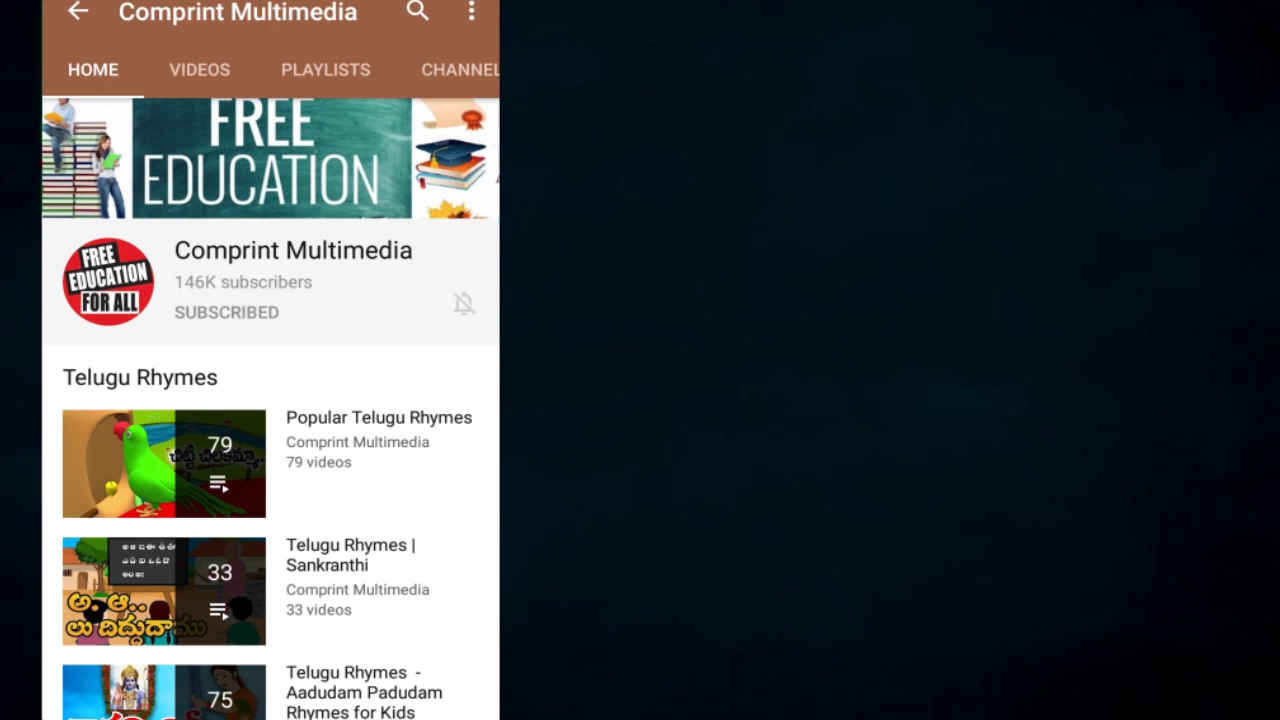 Comprint Multimedia
HOME VIDEOS PLAYLISTS CHANNEL
FREE
EDUCATION
FREE
EDUCATION
FOR ALL
Comprint Multimedia
146K subscribers
SUBSCRIBED
Telugu Rhymes
79
చిట్టి చిలకమ్మా...
Popular Telugu Rhymes
Comprint Multimedia
79 videos
33
అ. ఆ..
లు దిద్దుదాము
Telugu Rhymes |
Sankranthi
Comprint Multimedia
33 videos
75
Telugu Rhymes -
Aadudam Padudam
Rhymes for Kids